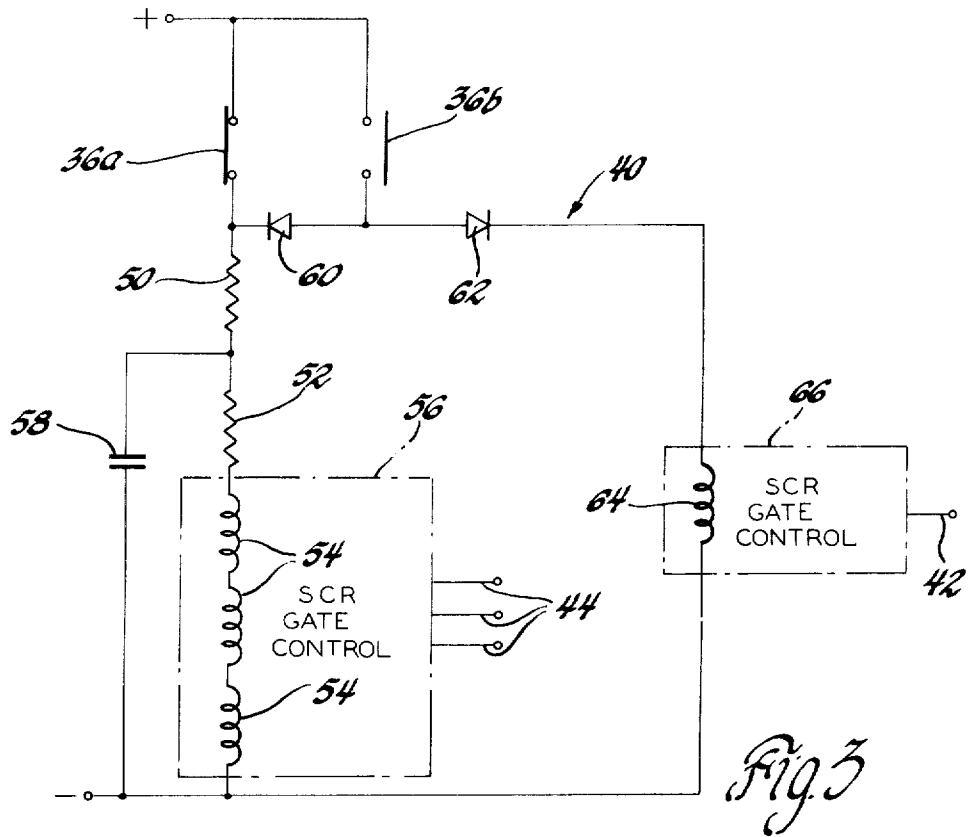 +
36a
36b
40
50
60
62
52
56
66
58
64
SCR
GATE
CONTROL
42
54
SCR
GATE
CONTROL
44
54
−
Fig. 3